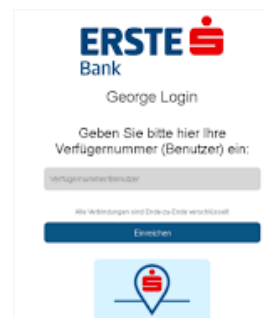 ERSTE S
Bank
George Login
Geben Sie bitte hier Ihre
Verfügernummer (Benutzer) ein:
Verfügernummer/Benutzer
Alle Verbindungen sind Ende-zu-Ende verschlüsselt
Einreichen
S